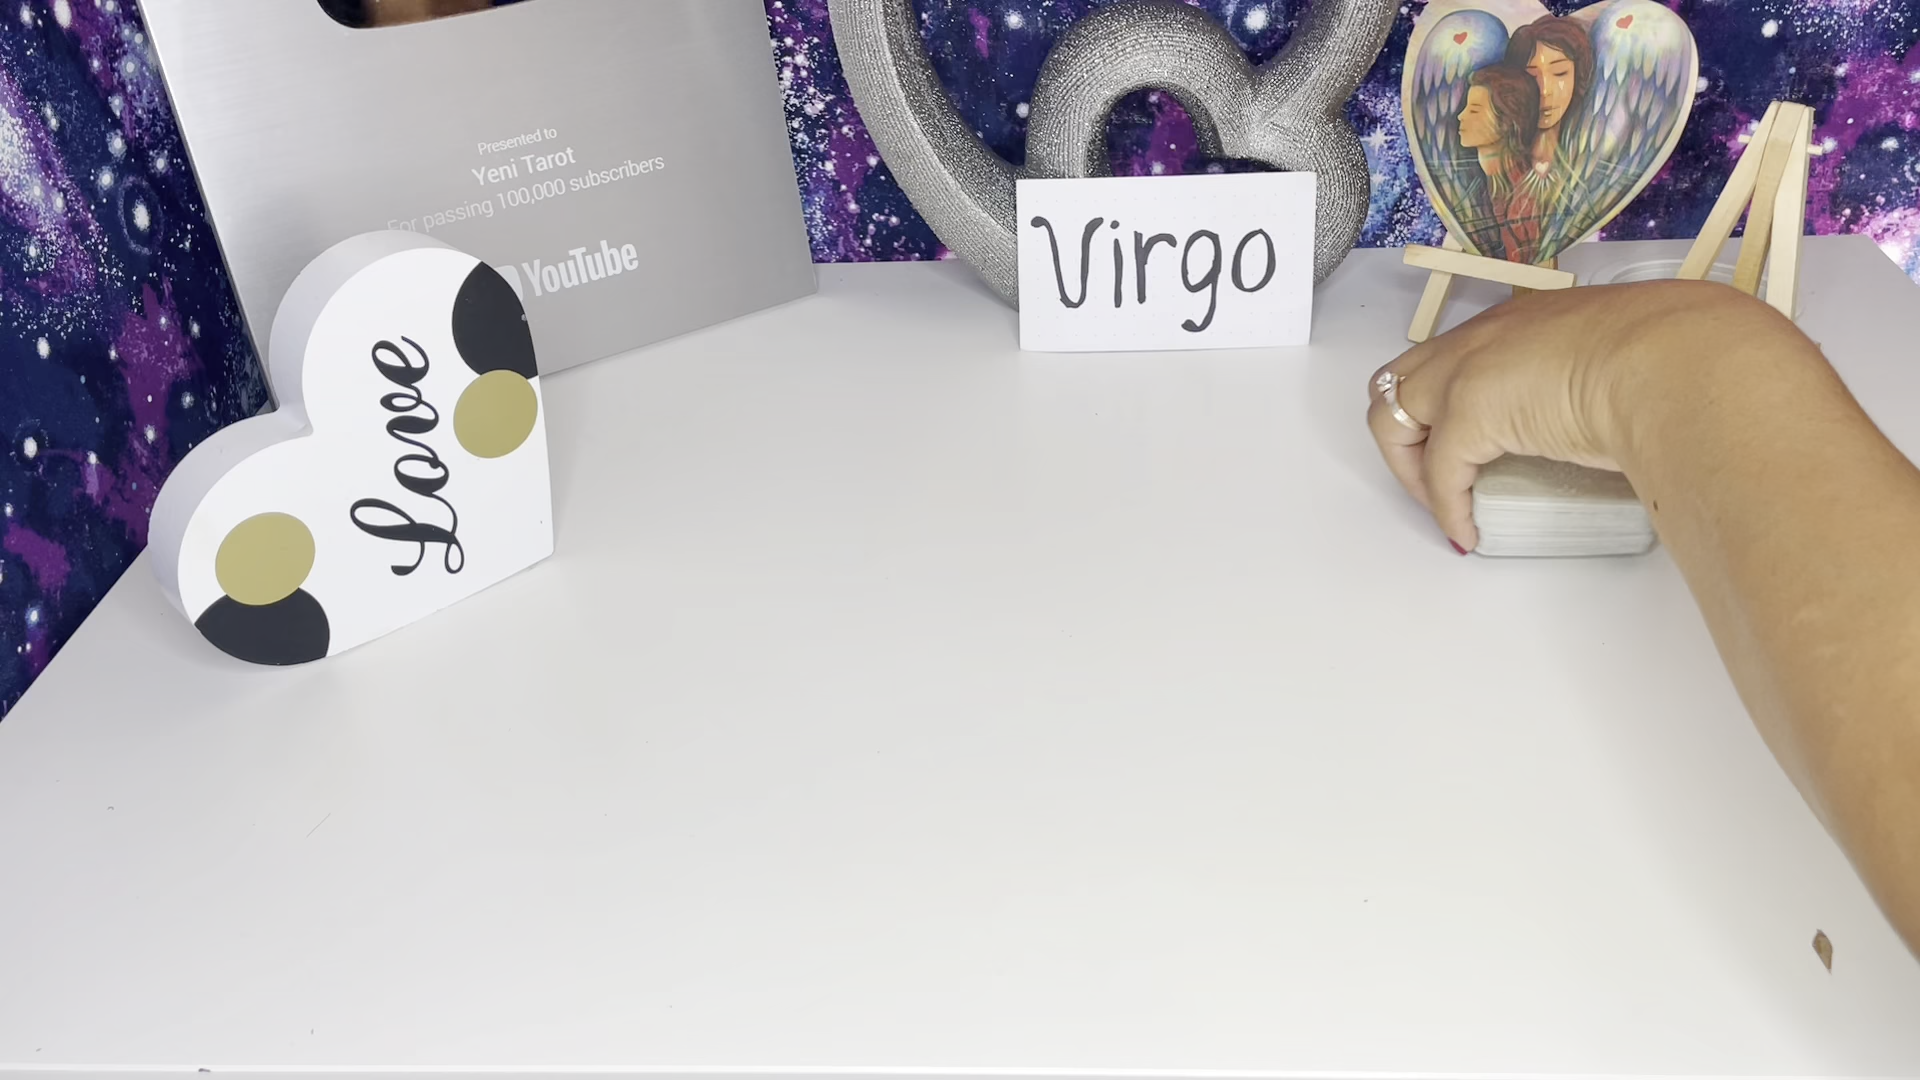 Presented to
Yeni Tarot
For passing 100,000 subscribers
YouTube
Virgo
Love